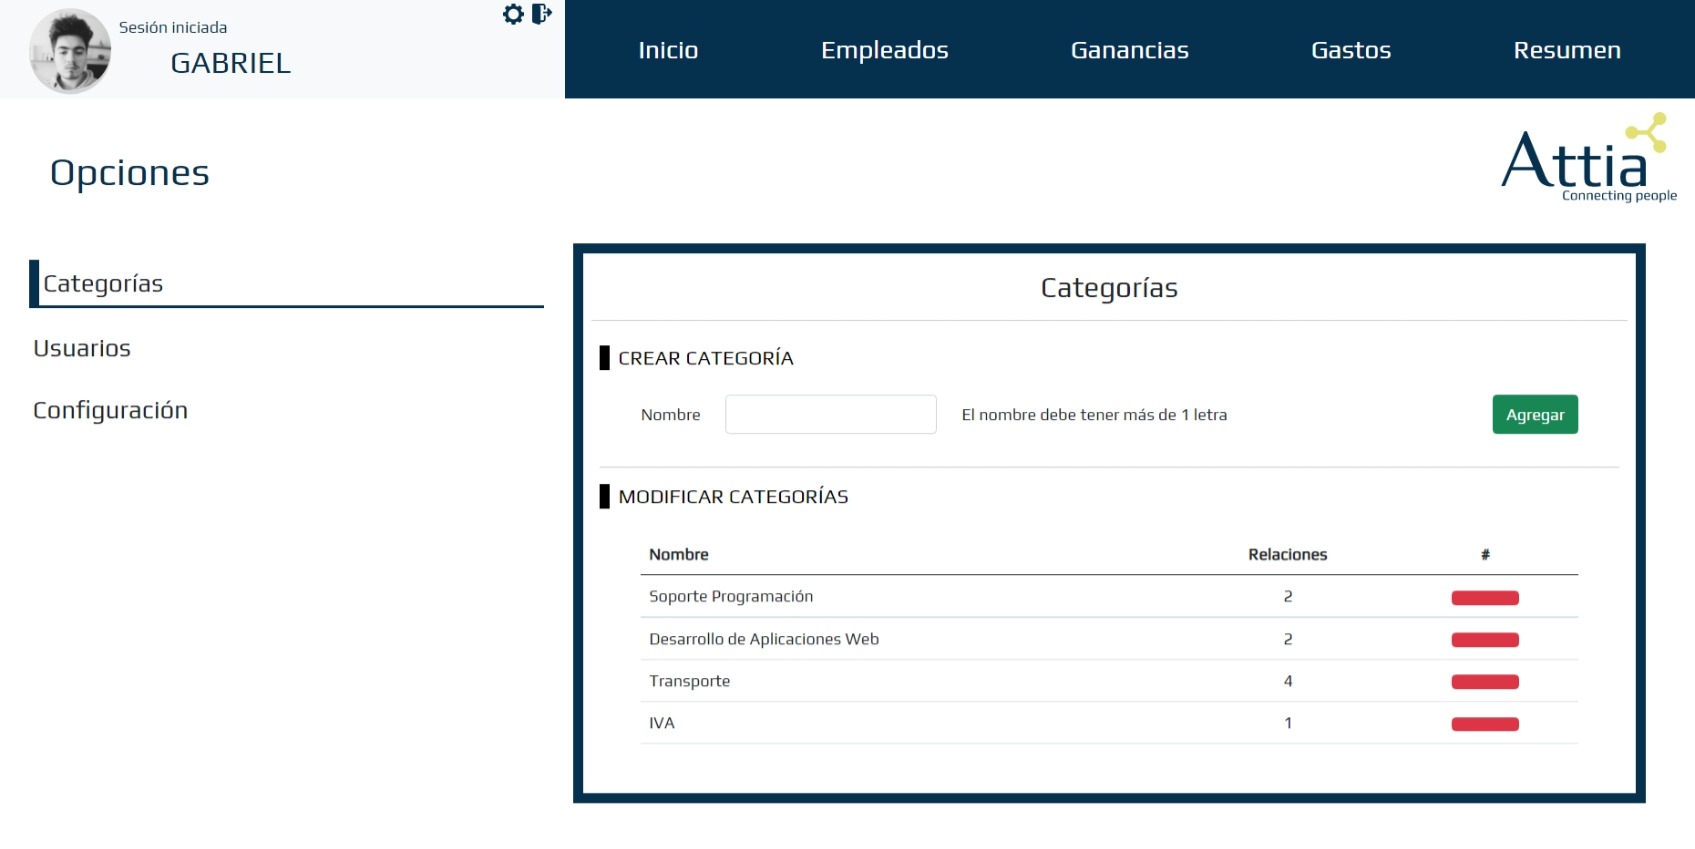 Sesión iniciada
GABRIEL
Inicio Empleados Ganancias Gastos Resumen
Opciones
Attia
Connecting people
Categorías
Usuarios
Configuración
Categorías
CREAR CATEGORÍA
Nombre El nombre debe tener más de 1 letra Agregar
MODIFICAR CATEGORÍAS
Nombre Relaciones #
Soporte Programación 2
Desarrollo de Aplicaciones Web 2
Transporte 4
IVA 1